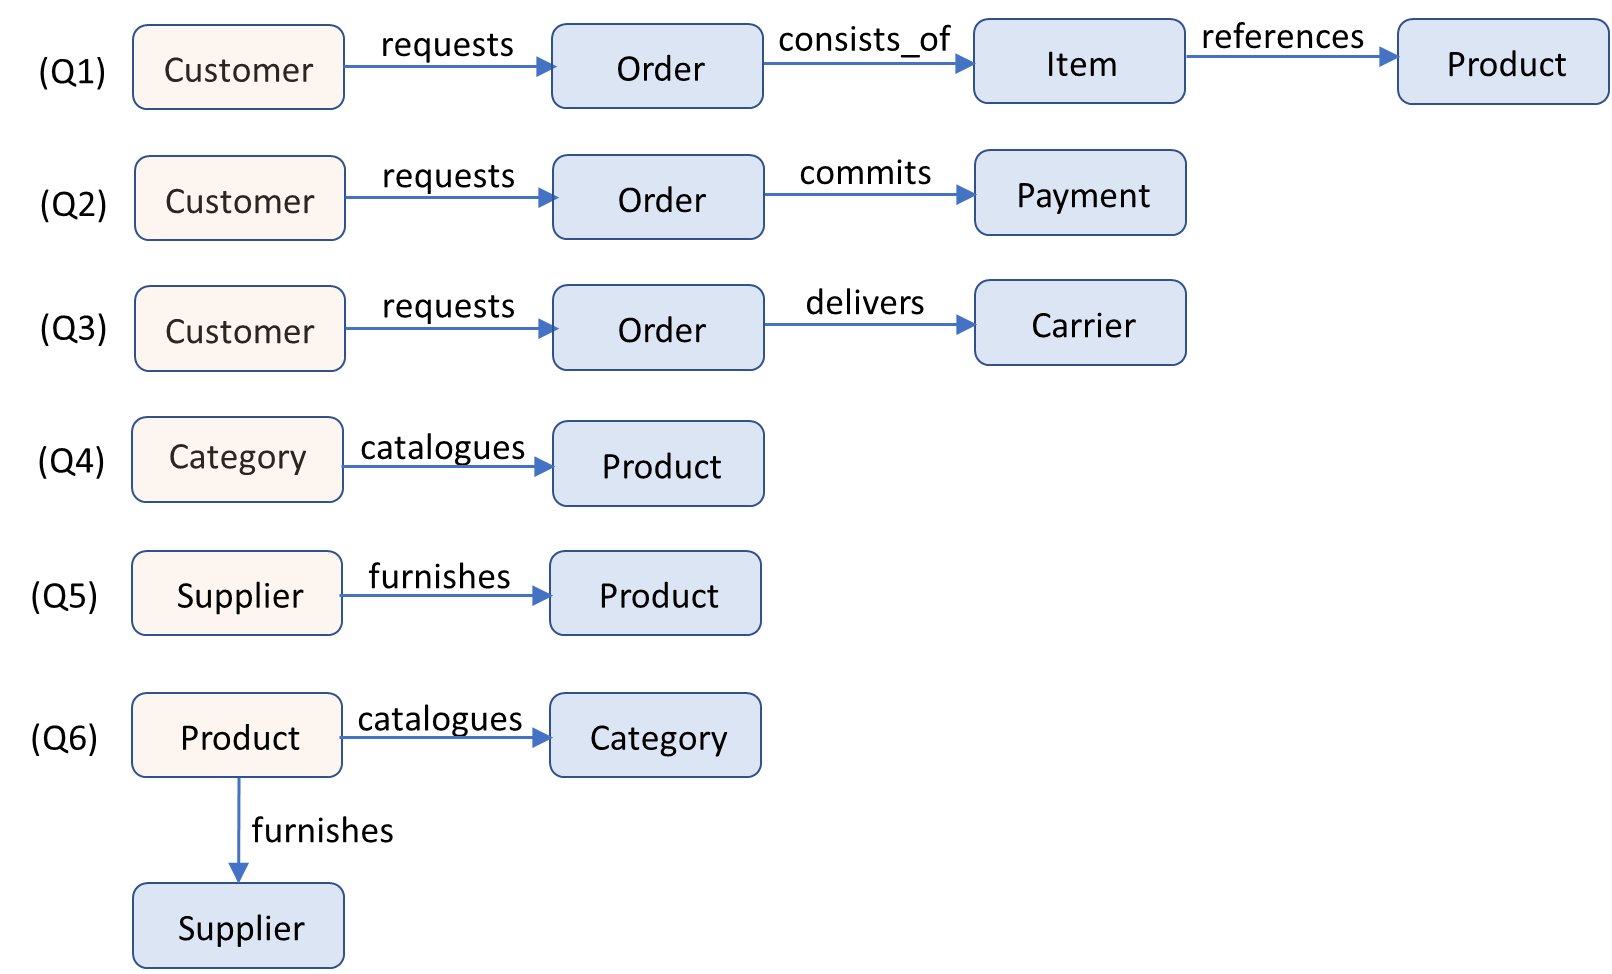 (Q1) Customer requests Order consists_of Item references Product
(Q2) Customer requests Order commits Payment
(Q3) Customer requests Order delivers Carrier
(Q4) Category catalogues Product
(Q5) Supplier furnishes Product
(Q6) Product catalogues Category
furnishes
Supplier